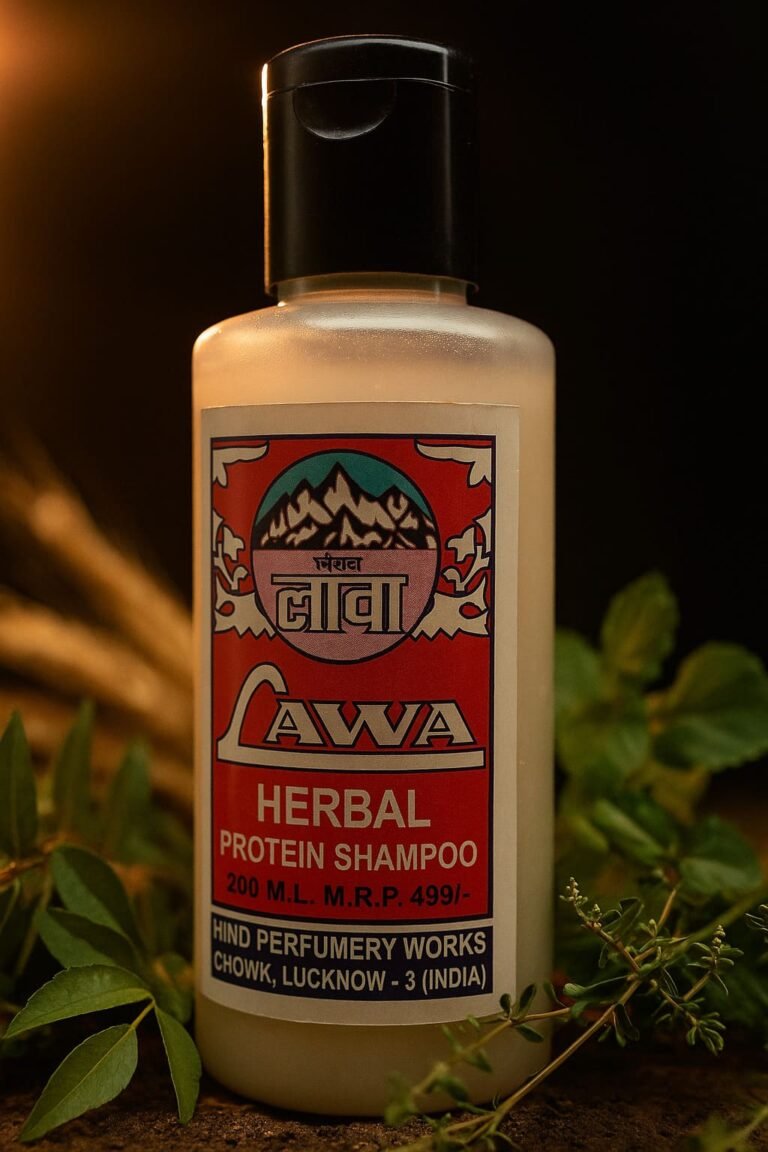 लावा
LAWA
HERBAL
PROTEIN SHAMPOO
200 M.L. M.R.P. 499/-
HIND PERFUMERY WORKS
CHOWK, LUCKNOW - 3 (INDIA)